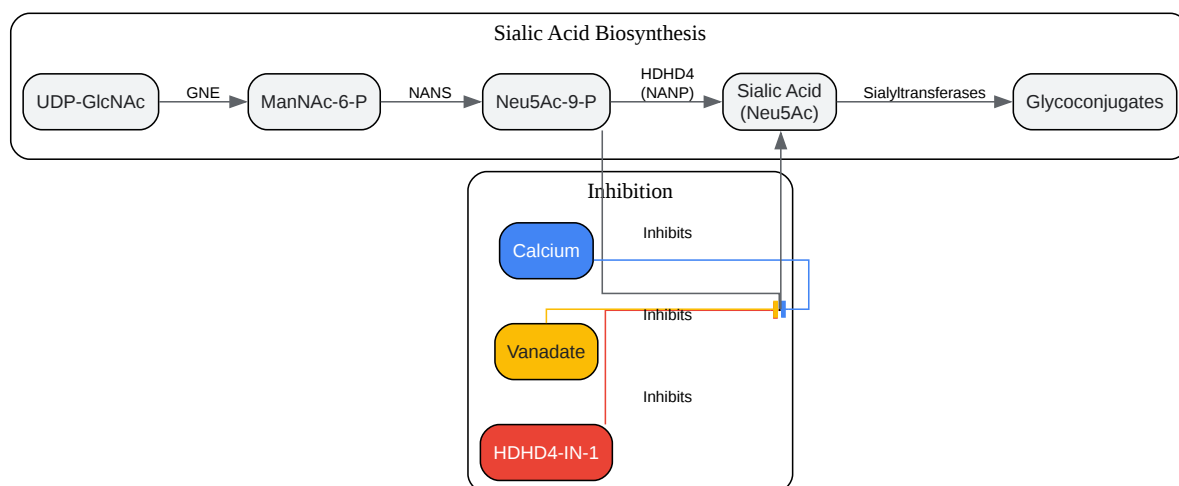 Sialic Acid Biosynthesis
UDP-GlcNAc
GNE
ManNAc-6-P
NANS
Neu5Ac-9-P
HDHD4
(NANP)
Sialic Acid
(Neu5Ac)
Sialyltransferases
Glycoconjugates
Inhibition
Calcium
Inhibits
Vanadate
Inhibits
HDHD4-IN-1
Inhibits